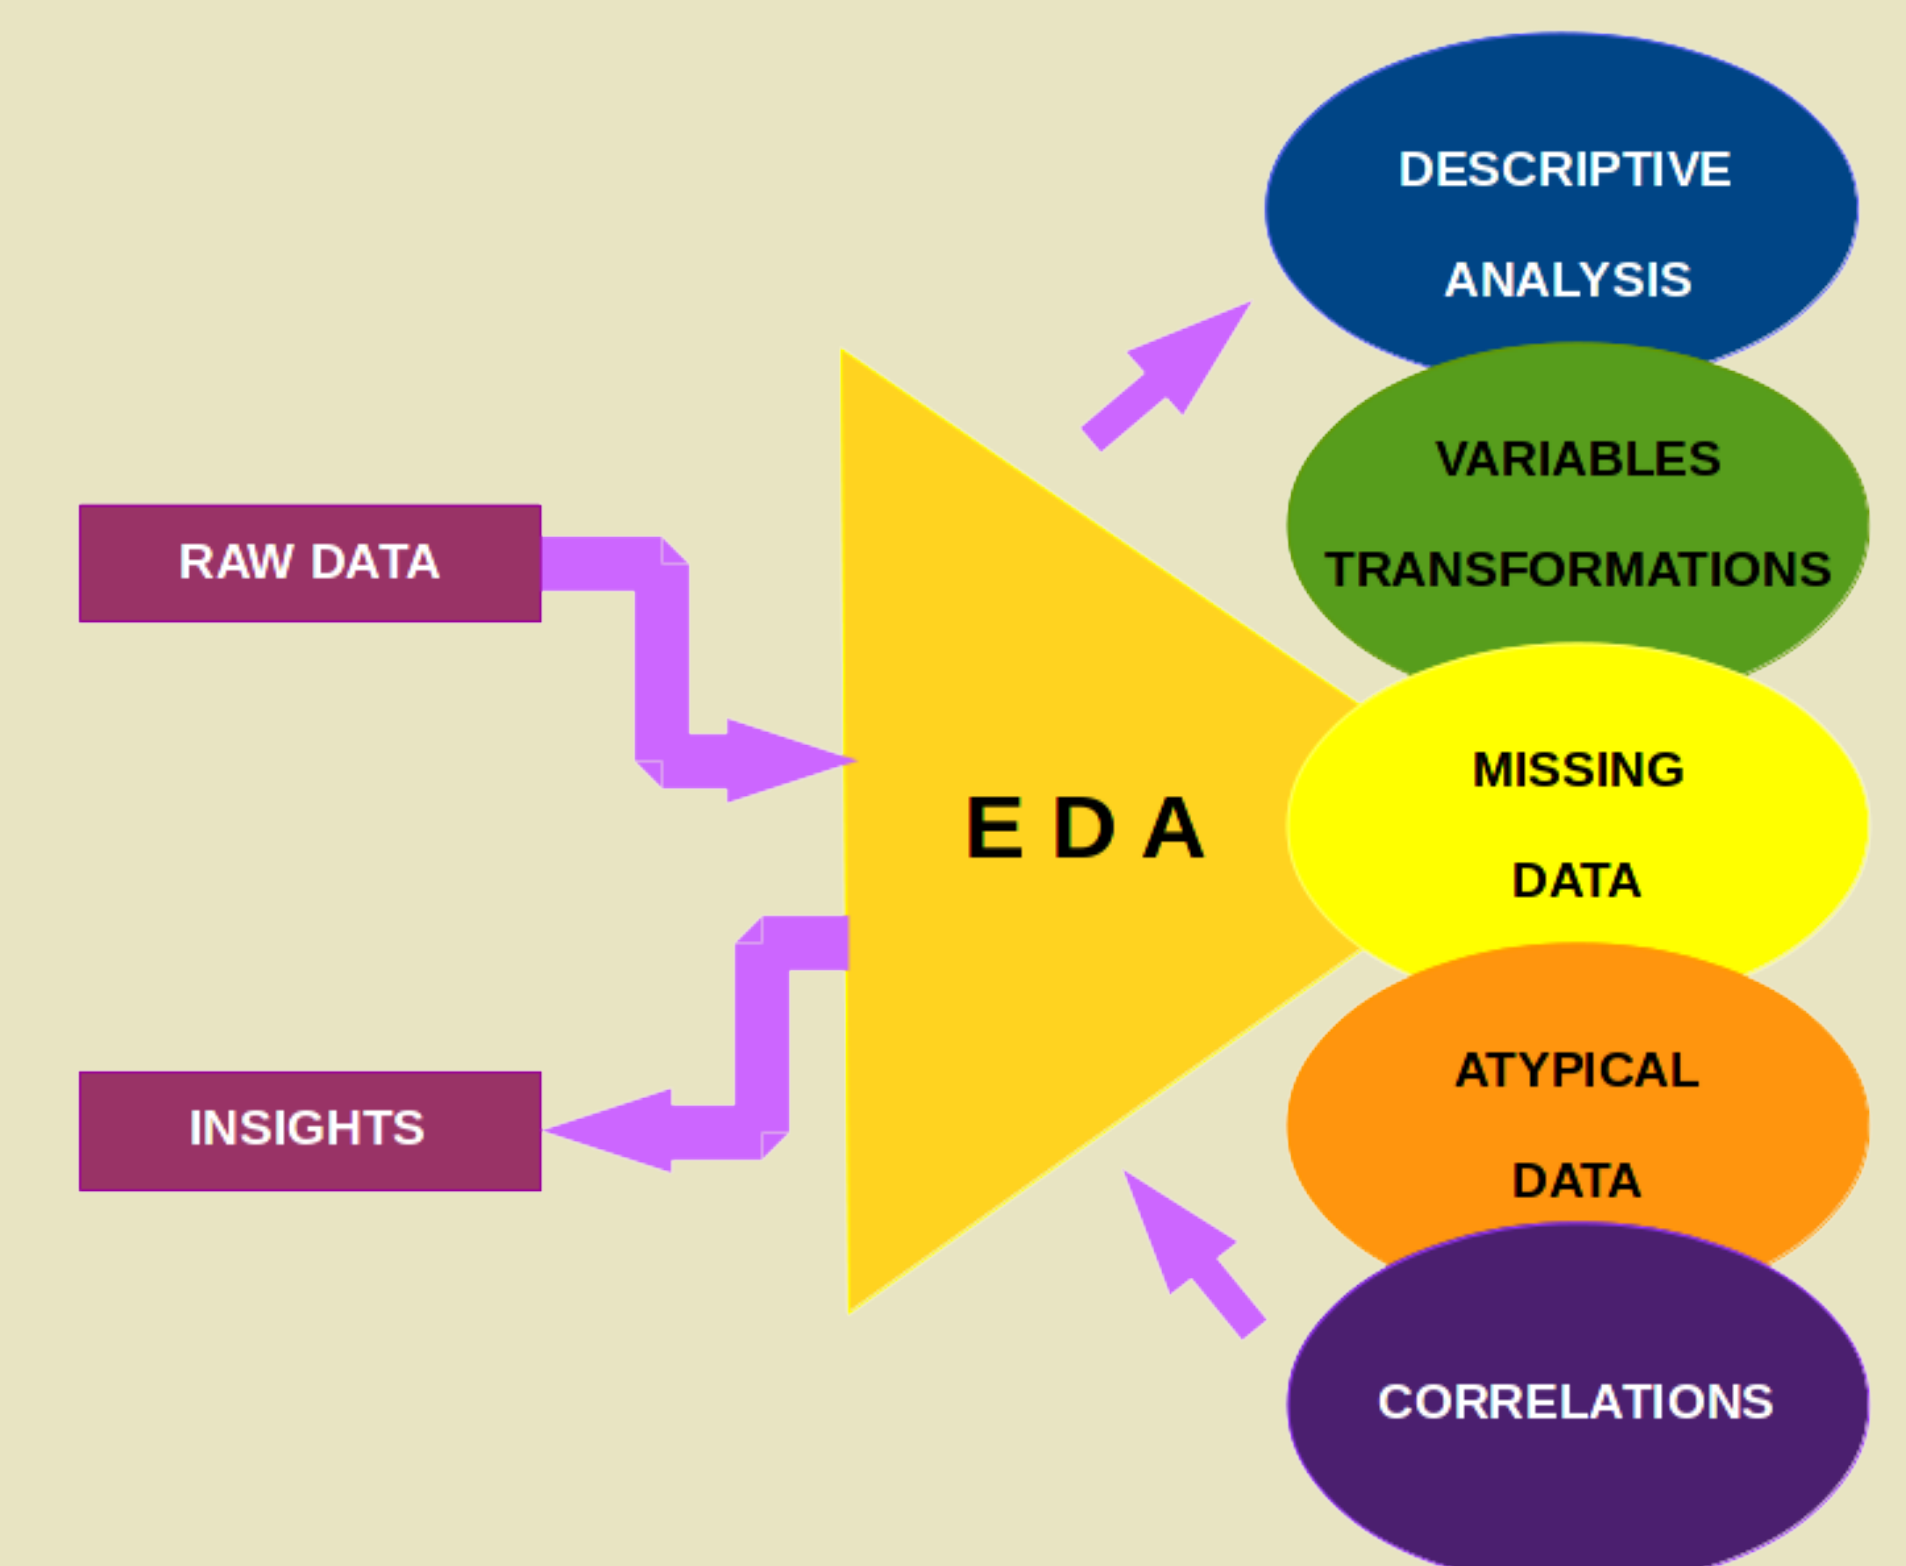 DESCRIPTIVE
ANALYSIS
VARIABLES
TRANSFORMATIONS
RAW DATA
MISSING
DATA
E D A
ATYPICAL
DATA
INSIGHTS
CORRELATIONS